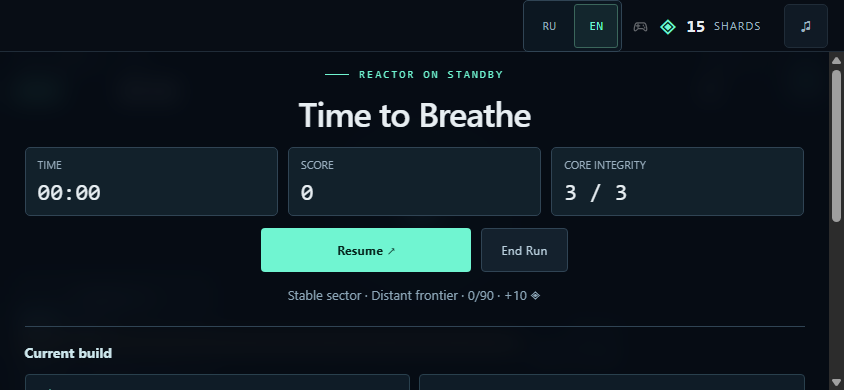 RU EN 15 SHARDS
REACTOR ON STANDBY
Time to Breathe
TIME SCORE CORE INTEGRITY
00:00 0 3 / 3
Resume ↗ End Run
Stable sector · Distant frontier · 0/90 · +10 ◈
Current build